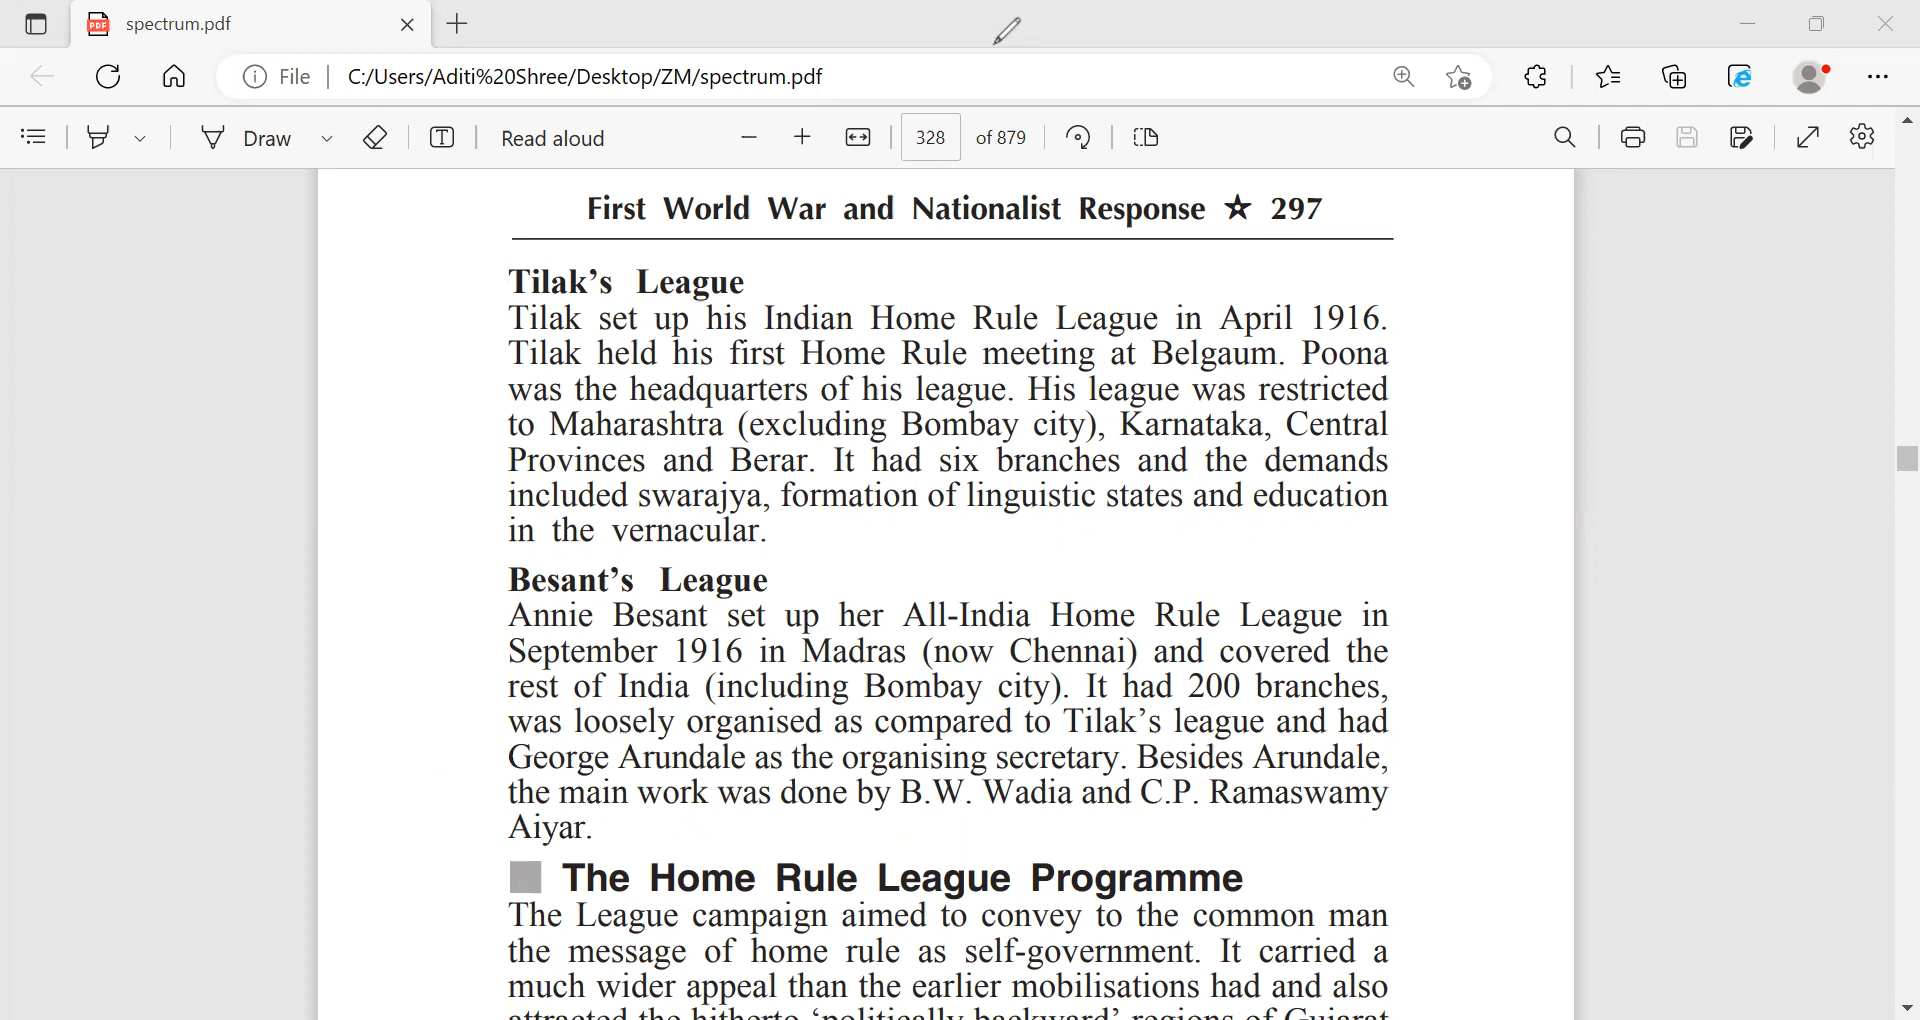 spectrum.pdf
File C:/Users/Aditi%20Shree/Desktop/ZM/spectrum.pdf
Draw Read aloud 328 of 879
First World War and Nationalist Response ☆ 297
Tilak’s League
Tilak set up his Indian Home Rule League in April 1916.
Tilak held his first Home Rule meeting at Belgaum. Poona
was the headquarters of his league. His league was restricted
to Maharashtra (excluding Bombay city), Karnataka, Central
Provinces and Berar. It had six branches and the demands
included swarajya, formation of linguistic states and education
in the vernacular.
Besant’s League
Annie Besant set up her All-India Home Rule League in
September 1916 in Madras (now Chennai) and covered the
rest of India (including Bombay city). It had 200 branches,
was loosely organised as compared to Tilak’s league and had
George Arundale as the organising secretary. Besides Arundale,
the main work was done by B.W. Wadia and C.P. Ramaswamy
Aiyar.
The Home Rule League Programme
The League campaign aimed to convey to the common man
the message of home rule as self-government. It carried a
much wider appeal than the earlier mobilisations had and also
attracted the hitherto ‘politically backward’ regions of Gujarat